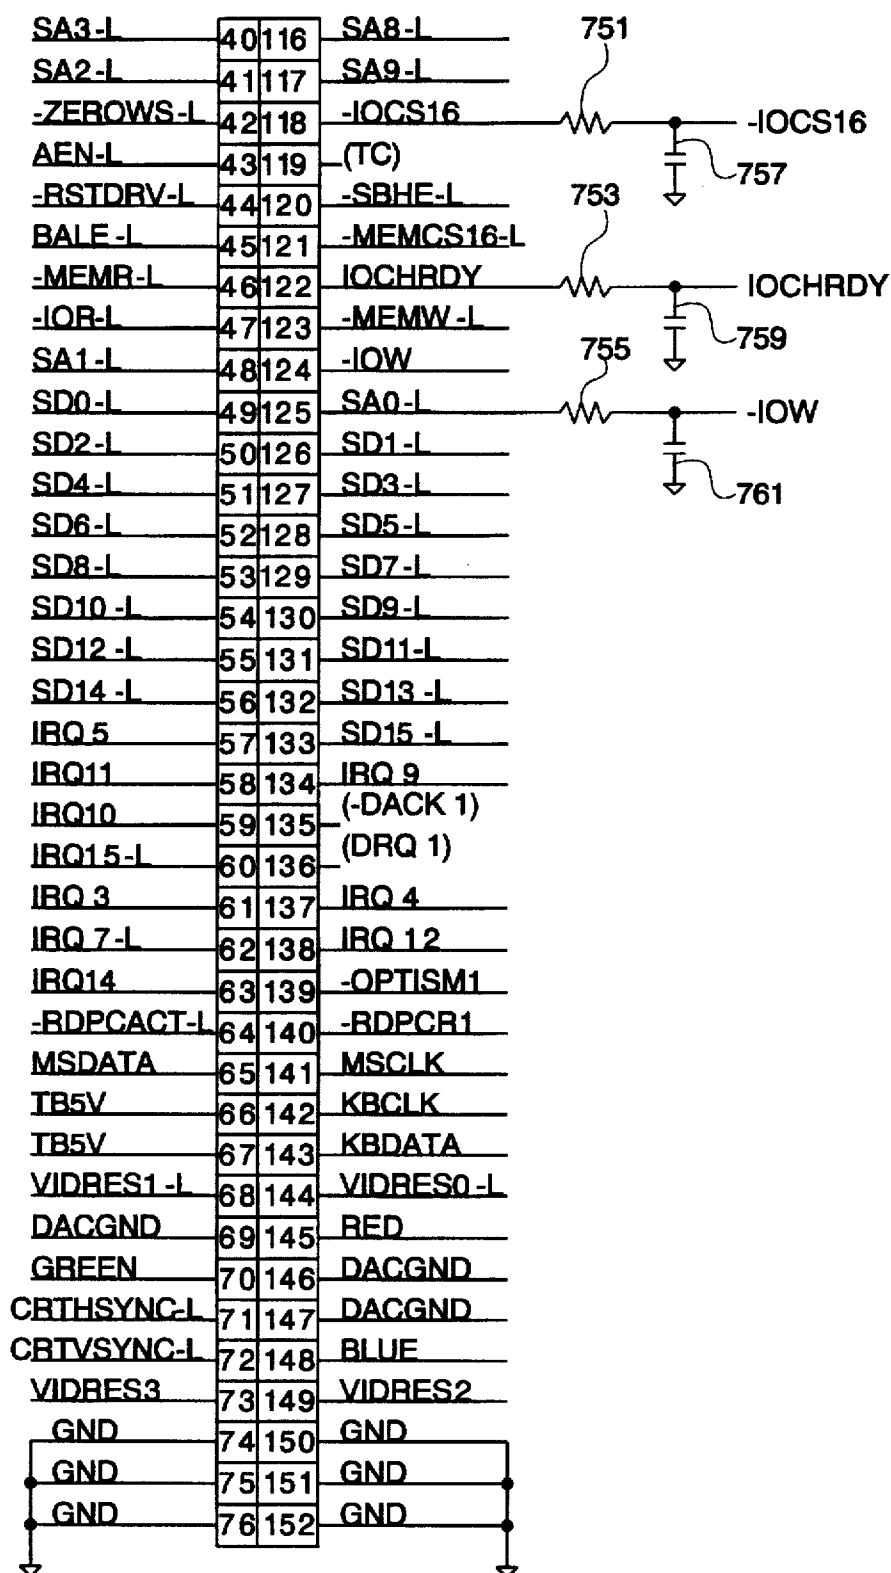 SA3-L 40 116 SA8-L 751
SA2-L 41 117 SA9-L
-ZEROWS-L 42 118 -IOCS16 -IOCS16
AEN-L 43 119 (TC) 757
-RSTDRV-L 44 120 -SBHE-L 753
BALE-L 45 121 -MEMCS16-L
-MEMR-L 46 122 IOCHRDY IOCHRDY
-IOR-L 47 123 -MEMW-L 759
SA1-L 48 124 -IOW 755
SD0-L 49 125 SA0-L -IOW
SD2-L 50 126 SD1-L
SD4-L 51 127 SD3-L 761
SD6-L 52 128 SD5-L
SD8-L 53 129 SD7-L
SD10-L 54 130 SD9-L
SD12-L 55 131 SD11-L
SD14-L 56 132 SD13-L
IRQ 5 57 133 SD15-L
IRQ11 58 134 IRQ 9
IRQ10 59 135 (-DACK 1)
IRQ15-L 60 136 (DRQ 1)
IRQ 3 61 137 IRQ 4
IRQ 7-L 62 138 IRQ 12
IRQ14 63 139 -OPTISM1
-RDPCACT-L 64 140 -RDPCR1
MSDATA 65 141 MSCLK
TB5V 66 142 KBCLK
TB5V 67 143 KBDATA
VIDRES1-L 68 144 VIDRES0-L
DACGND 69 145 RED
GREEN 70 146 DACGND
CRTHSYNC-L 71 147 DACGND
CRTVSYNC-L 72 148 BLUE
VIDRES3 73 149 VIDRES2
GND 74 150 GND
GND 75 151 GND
GND 76 152 GND